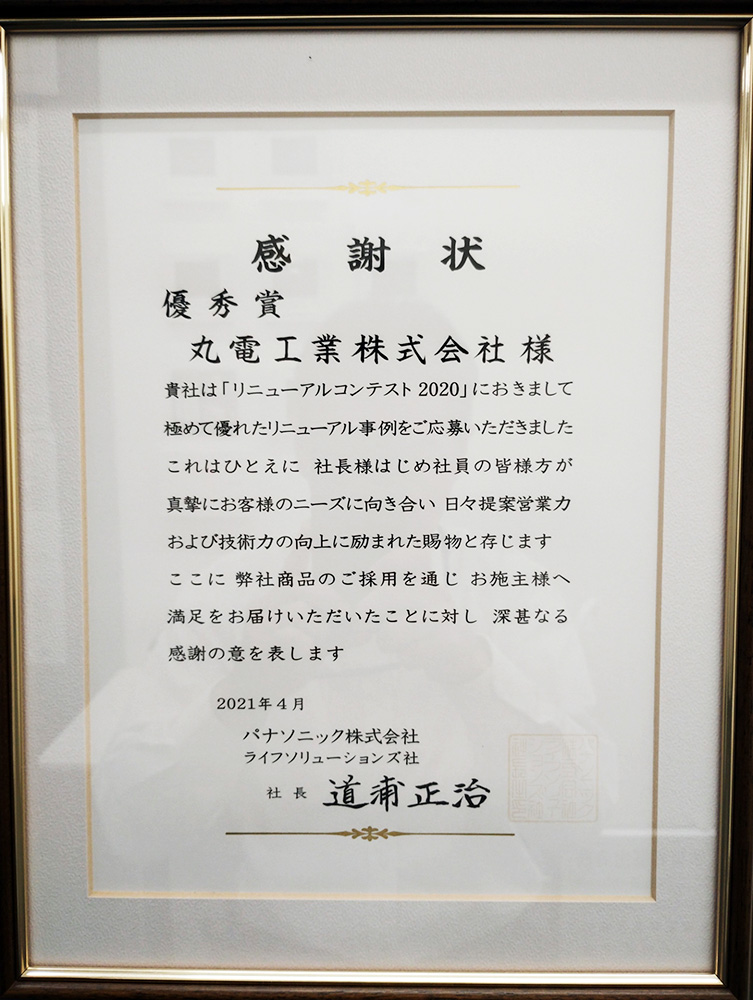 感謝状
優秀賞
丸電工業株式会社様
貴社は「リニューアルコンテスト2020」におきまして
極めて優れたリニューアル事例をご応募いただきました
これはひとえに 社長様はじめ社員の皆様方が
真摯にお客様のニーズに向き合い 日々提案営業力
および技術力の向上に励まれた賜物と存じます
ここに 弊社商品のご採用を通じ お施主様へ
満足をお届けいただいたことに対し 深甚なる
感謝の意を表します
2021年4月
パナソニック株式会社
ライフソリューションズ社
社長 道浦正治